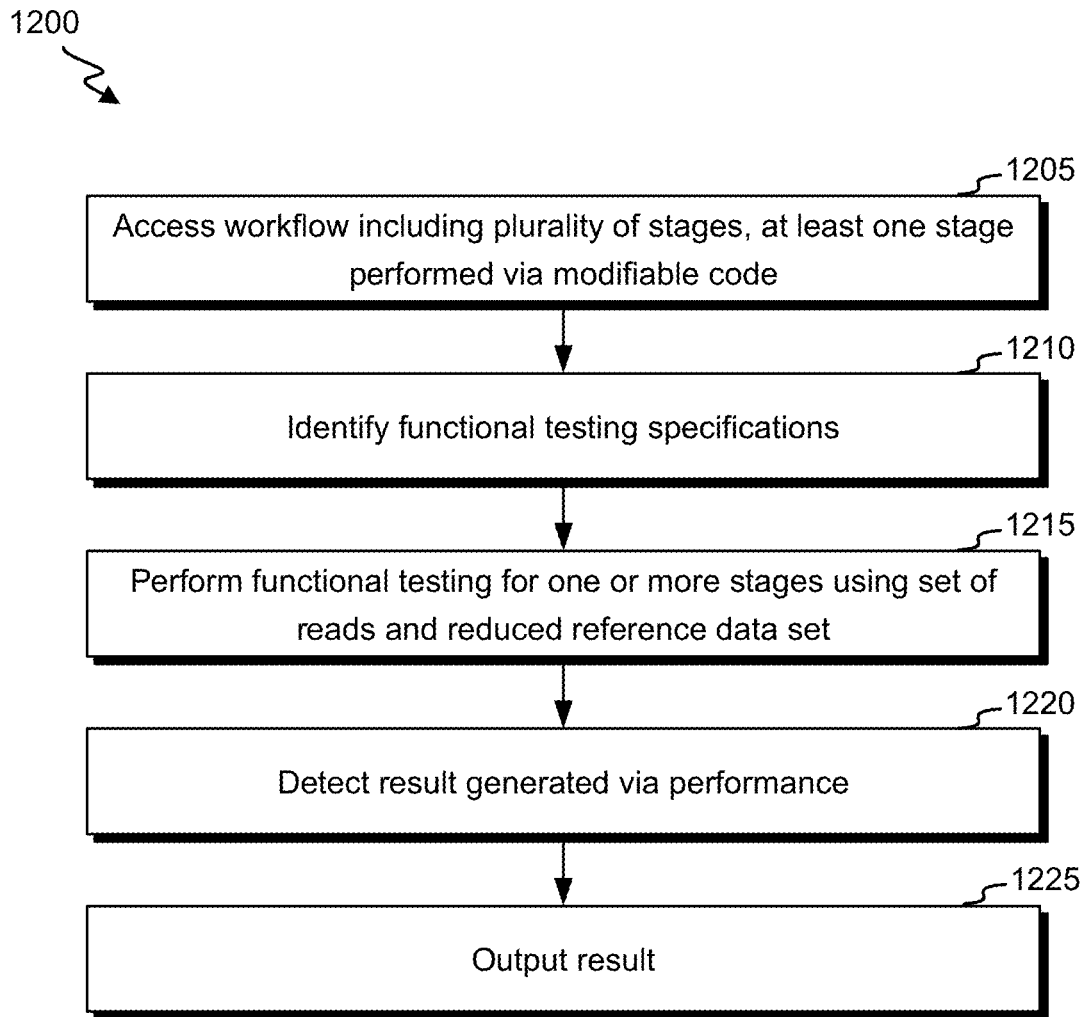 1200
1205
Access workflow including plurality of stages, at least one stage
performed via modifiable code
1210
Identify functional testing specifications
1215
Perform functional testing for one or more stages using set of
reads and reduced reference data set
1220
Detect result generated via performance
1225
Output result